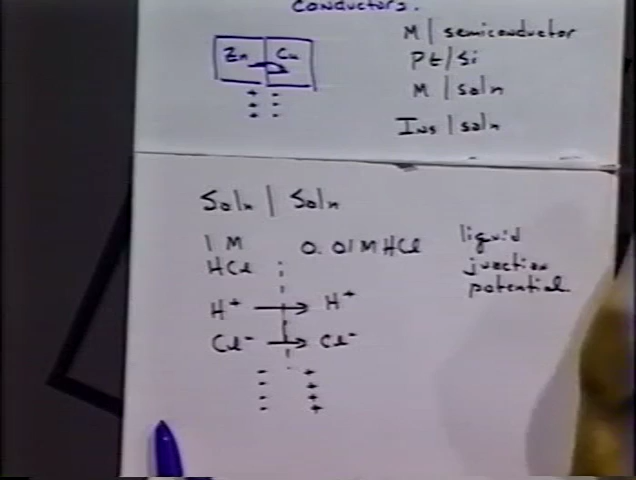 Conductors.
M | semiconductor
Zn | Cu
Pt / Si
M | soln
+ -
+ -
+ -
Ins | soln
Soln | Soln
1 M 0.01 M HCl liquid
HCl junction
potential
H⁺ → H⁺
Cl⁻ → Cl⁻
- +
- +
- +
- +